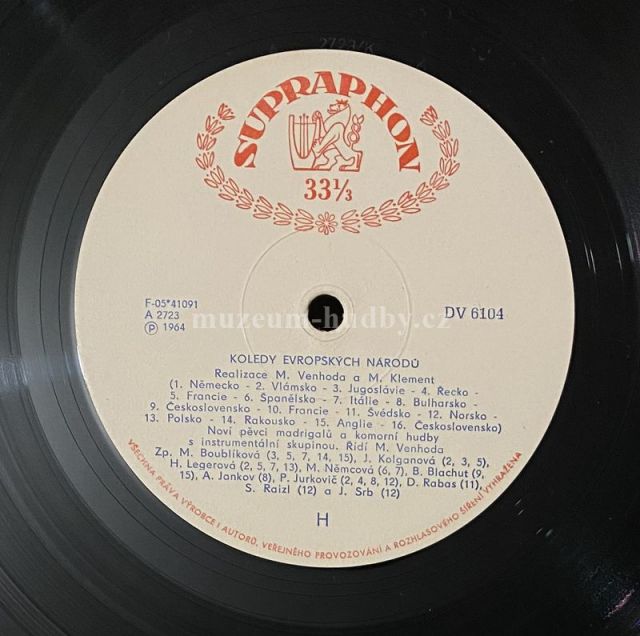 2723/K
SUPRAPHON
33⅓
F-05*41091
A 2723
Ⓟ 1964
DV 6104
muzeum-hudby.cz
KOLEDY EVROPSKÝCH NÁRODŮ
Realizace M. Venhoda a M. Klement
(1. Německo - 2. Vlámsko - 3. Jugoslávie - 4. Řecko -
5. Francie - 6. Španělsko - 7. Itálie - 8. Bulharsko -
9. Československo - 10. Francie - 11. Švédsko - 12. Norsko -
13. Polsko - 14. Rakousko - 15. Anglie - 16. Československo)
Noví pěvci madrigalů a komorní hudby
s instrumentální skupinou. Řídí M. Venhoda
Zp. M. Boublíková (3, 5, 7, 14, 15), J. Kolganová (2, 3, 5),
H. Legerová (2, 5, 7, 13), M. Němcová (6, 7), B. Blachut (9,
15), A. Jankov (8), P. Jurkovič (2, 4, 8, 12), D. Rabas (11),
S. Raizl (12) a J. Srb (12)
H
VŠECHNA PRÁVA VÝROBCE I AUTORŮ, VEŘEJNÉHO PROVOZOVÁNÍ A ROZHLASOVÉHO ŠÍŘENÍ VYHRAŽENA